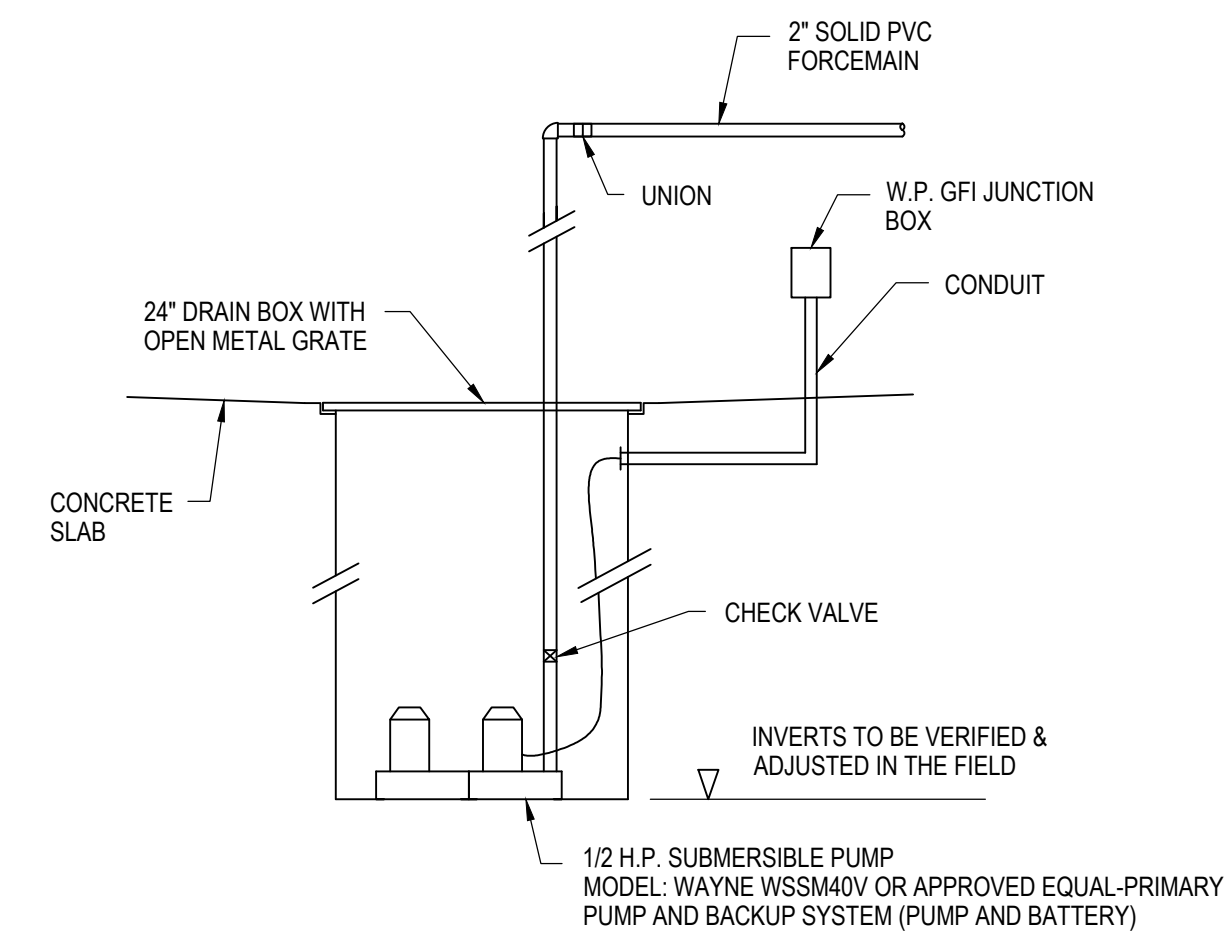 2" SOLID PVC
FORCEMAIN
UNION
W.P. GFI JUNCTION
BOX
CONDUIT
24" DRAIN BOX WITH
OPEN METAL GRATE
CONCRETE
SLAB
CHECK VALVE
INVERTS TO BE VERIFIED &
ADJUSTED IN THE FIELD
1/2 H.P. SUBMERSIBLE PUMP
MODEL: WAYNE WSSM40V OR APPROVED EQUAL-PRIMARY
PUMP AND BACKUP SYSTEM (PUMP AND BATTERY)